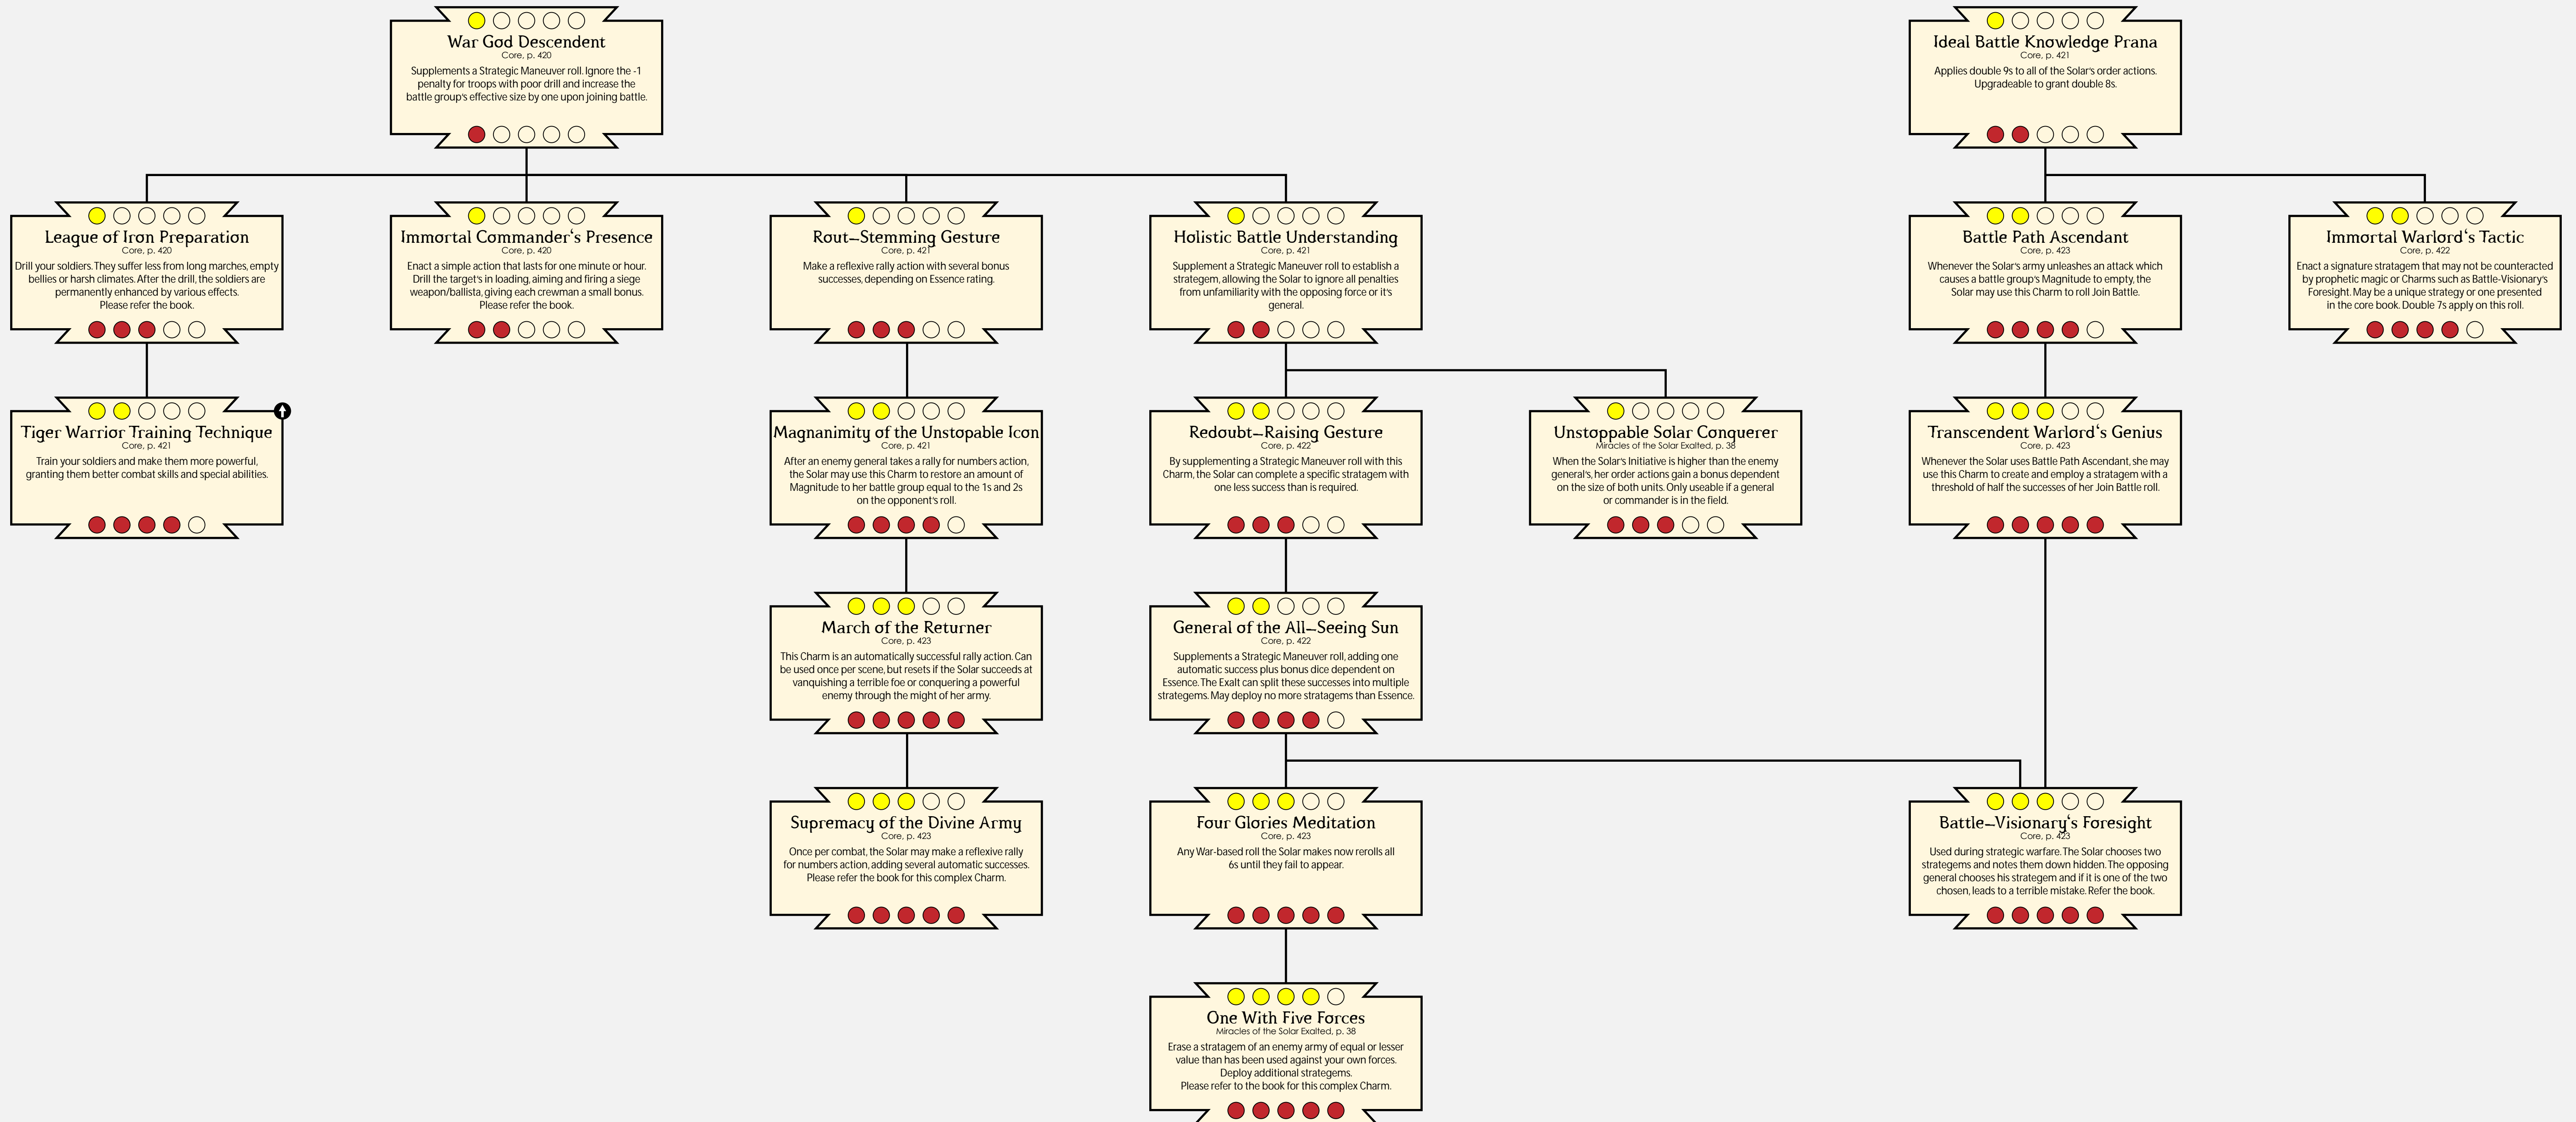 War God Descendent
Core, p. 420
Supplements a Strategic Maneuver roll. Ignore the -1
penalty for troops with poor drill and increase the
battle group's effective size by one upon joining battle.
Ideal Battle Knowledge Prana
Core, p. 421
Applies double 9s to all of the Solar's order actions.
Upgradeable to grant double 8s.
League of Iron Preparation
Core, p. 420
Drill your soldiers. They suffer less from long marches, empty
bellies or harsh climates. After the drill, the soldiers are
permanently enhanced by various effects.
Please refer the book.
Immortal Commander's Presence
Core, p. 420
Enact a simple action that lasts for one minute or hour.
Drill the target's in loading, aiming and firing a siege
weapon/ballista, giving each crewman a small bonus.
Please refer the book.
Rout-Stemming Gesture
Core, p. 421
Make a reflexive rally action with several bonus
successes, depending on Essence rating.
Holistic Battle Understanding
Core, p. 421
Supplement a Strategic Maneuver roll to establish a
strategem, allowing the Solar to ignore all penalties
from unfamiliarity with the opposing force or it's
general.
Battle Path Ascendant
Core, p. 423
Whenever the Solar's army unleashes an attack which
causes a battle group's Magnitude to empty, the
Solar may use this Charm to roll Join Battle.
Immortal Warlord's Tactic
Core, p. 422
Enact a signature stratagem that may not be counteracted
by prophetic magic or Charms such as Battle-Visionary's
Foresight. May be a unique strategy or one presented
in the core book. Double 7s apply on this roll.
Tiger Warrior Training Technique
Core, p. 421
Train your soldiers and make them more powerful,
granting them better combat skills and special abilities.
Magnanimity of the Unstopable Icon
Core, p. 421
After an enemy general takes a rally for numbers action,
the Solar may use this Charm to restore an amount of
Magnitude to her battle group equal to the 1s and 2s
on the opponent's roll.
Redoubt-Raising Gesture
Core, p. 422
By supplementing a Strategic Maneuver roll with this
Charm, the Solar can complete a specific stratagem with
one less success than is required.
Unstoppable Solar Conquerer
Miracles of the Solar Exalted, p. 38
When the Solar's Initiative is higher than the enemy
general's, her order actions gain a bonus dependent
on the size of both units. Only useable if a general
or commander is in the field.
Transcendent Warlord's Genius
Core, p. 423
Whenever the Solar uses Battle Path Ascendant, she may
use this Charm to create and employ a stratagem with a
threshold of half the successes of her Join Battle roll.
March of the Returner
Core, p. 423
This Charm is an automatically successful rally action. Can
be used once per scene, but resets if the Solar succeeds at
vanquishing a terrible foe or conquering a powerful
enemy through the might of her army.
General of the All-Seeing Sun
Core, p. 422
Supplements a Strategic Maneuver roll, adding one
automatic success plus bonus dice dependent on
Essence. The Exalt can split these successes into multiple
strategems. May deploy no more stratagems than Essence.
Supremacy of the Divine Army
Core, p. 423
Once per combat, the Solar may make a reflexive rally
for numbers action, adding several automatic successes.
Please refer the book for this complex Charm.
Four Glories Meditation
Core, p. 423
Any War-based roll the Solar makes now rerolls all
6s until they fail to appear.
Battle-Visionary's Foresight
Core, p. 423
Used during strategic warfare. The Solar chooses two
strategems and notes them down hidden. The opposing
general chooses his strategem and if it is one of the two
chosen, leads to a terrible mistake. Refer the book.
One With Five Forces
Miracles of the Solar Exalted, p. 38
Erase a stratagem of an enemy army of equal or lesser
value than has been used against your own forces.
Deploy additional strategems.
Please refer to the book for this complex Charm.